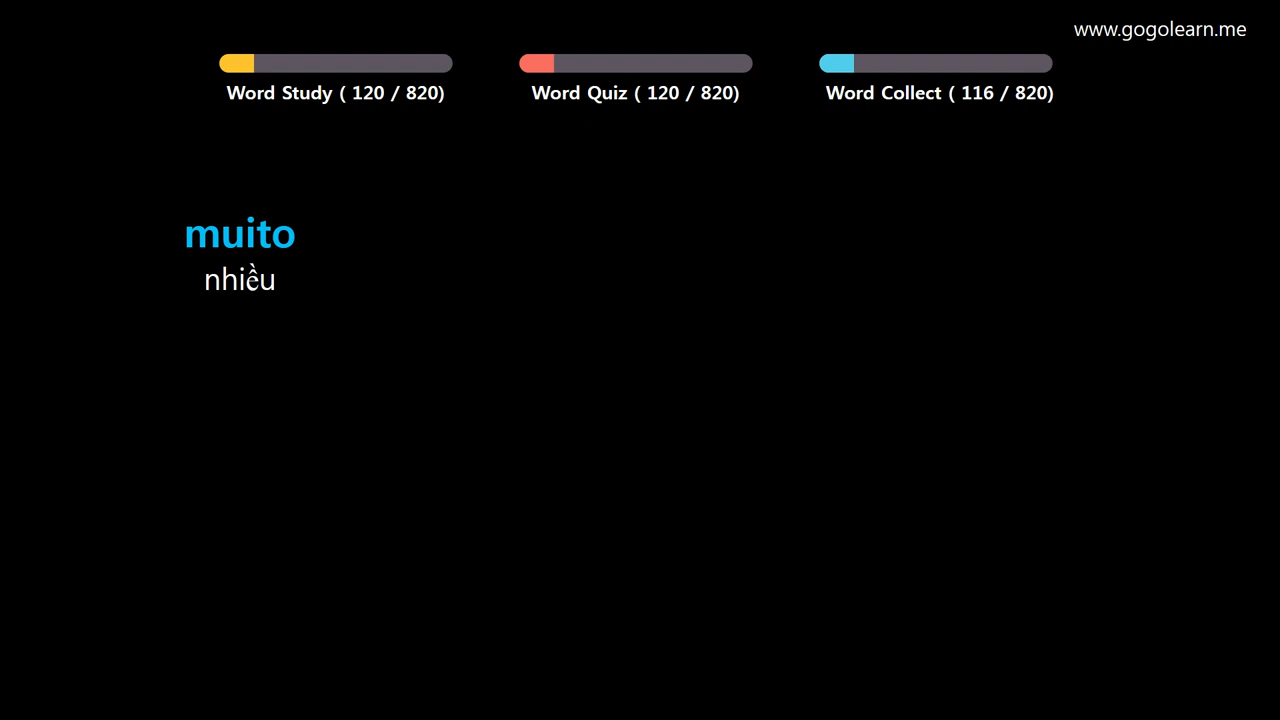 www.gogolearn.me
Word Study ( 120 / 820)
Word Quiz ( 120 / 820)
Word Collect ( 116 / 820)
muito
nhiều